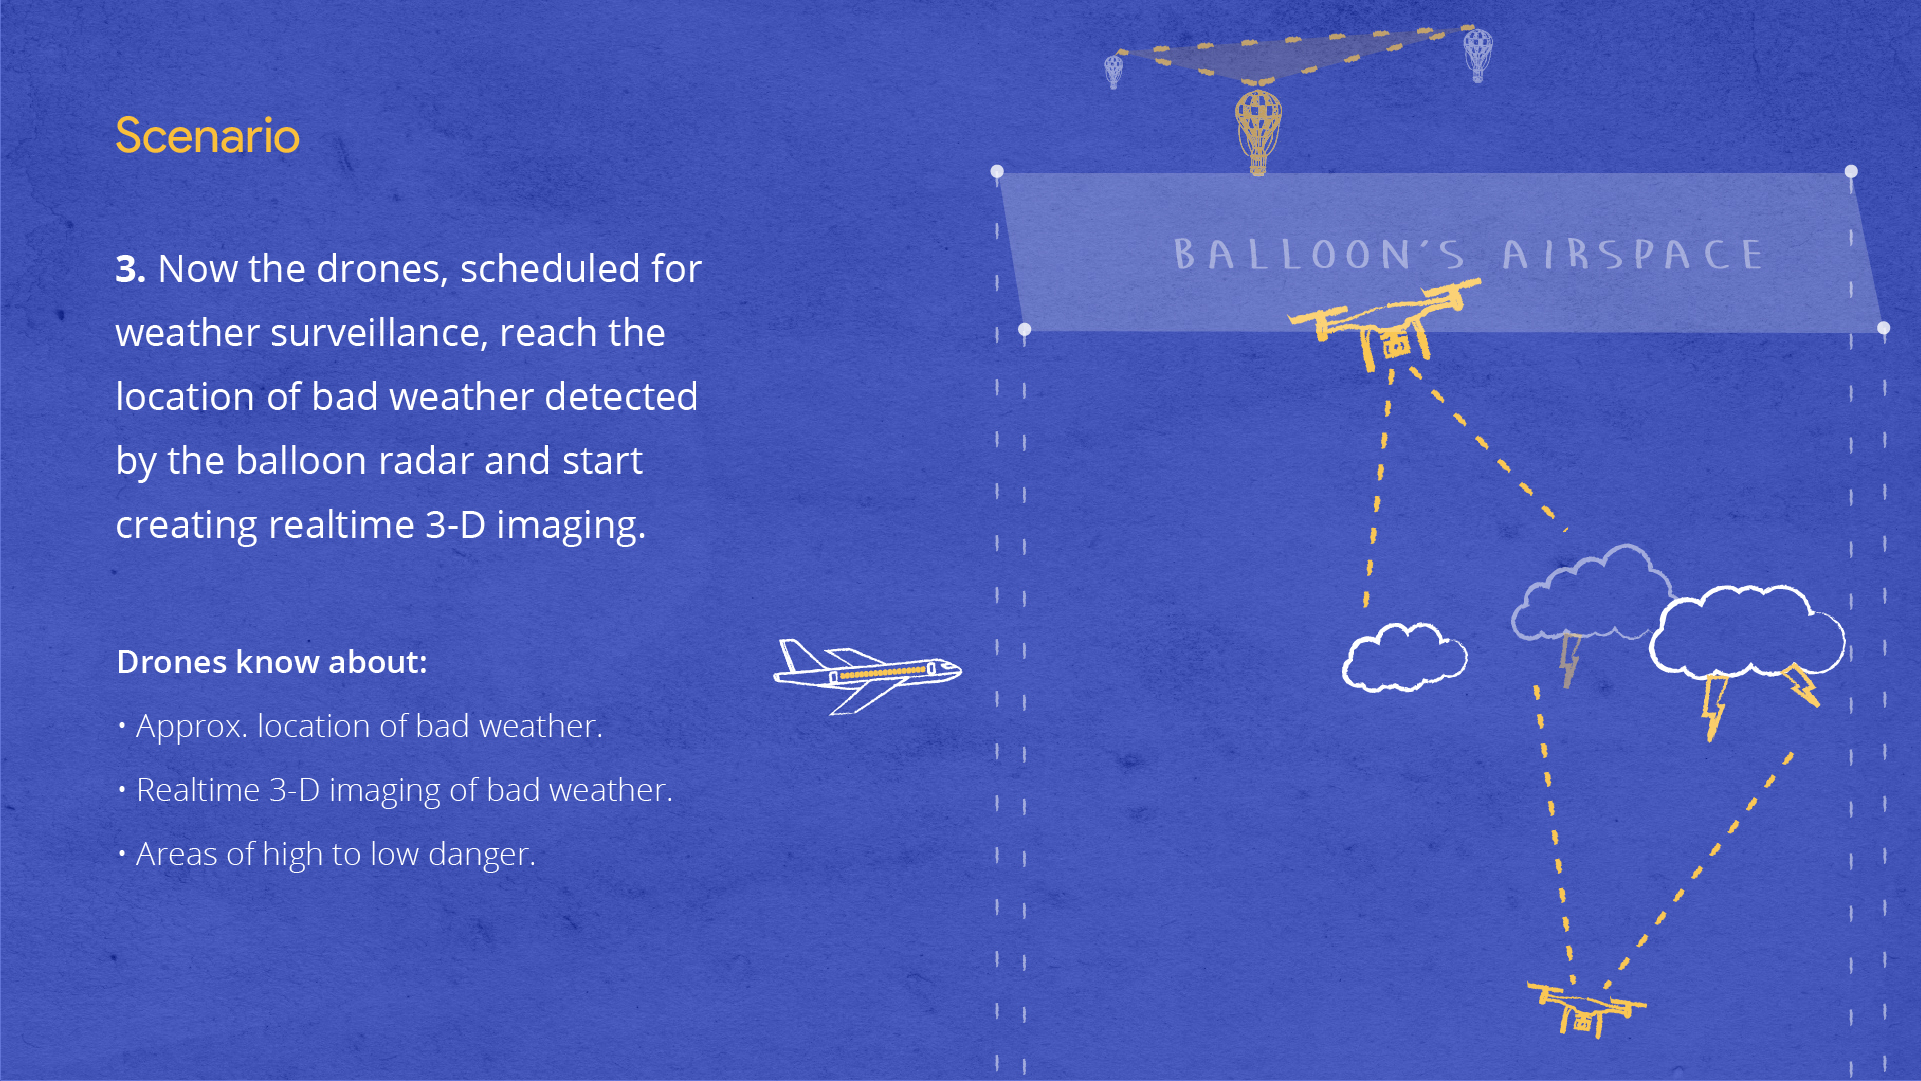 Scenario
3. Now the drones, scheduled for
weather surveillance, reach the
location of bad weather detected
by the balloon radar and start
creating realtime 3-D imaging.
Drones know about:
• Approx. location of bad weather.
• Realtime 3-D imaging of bad weather.
• Areas of high to low danger.
BALLOON'S AIRSPACE